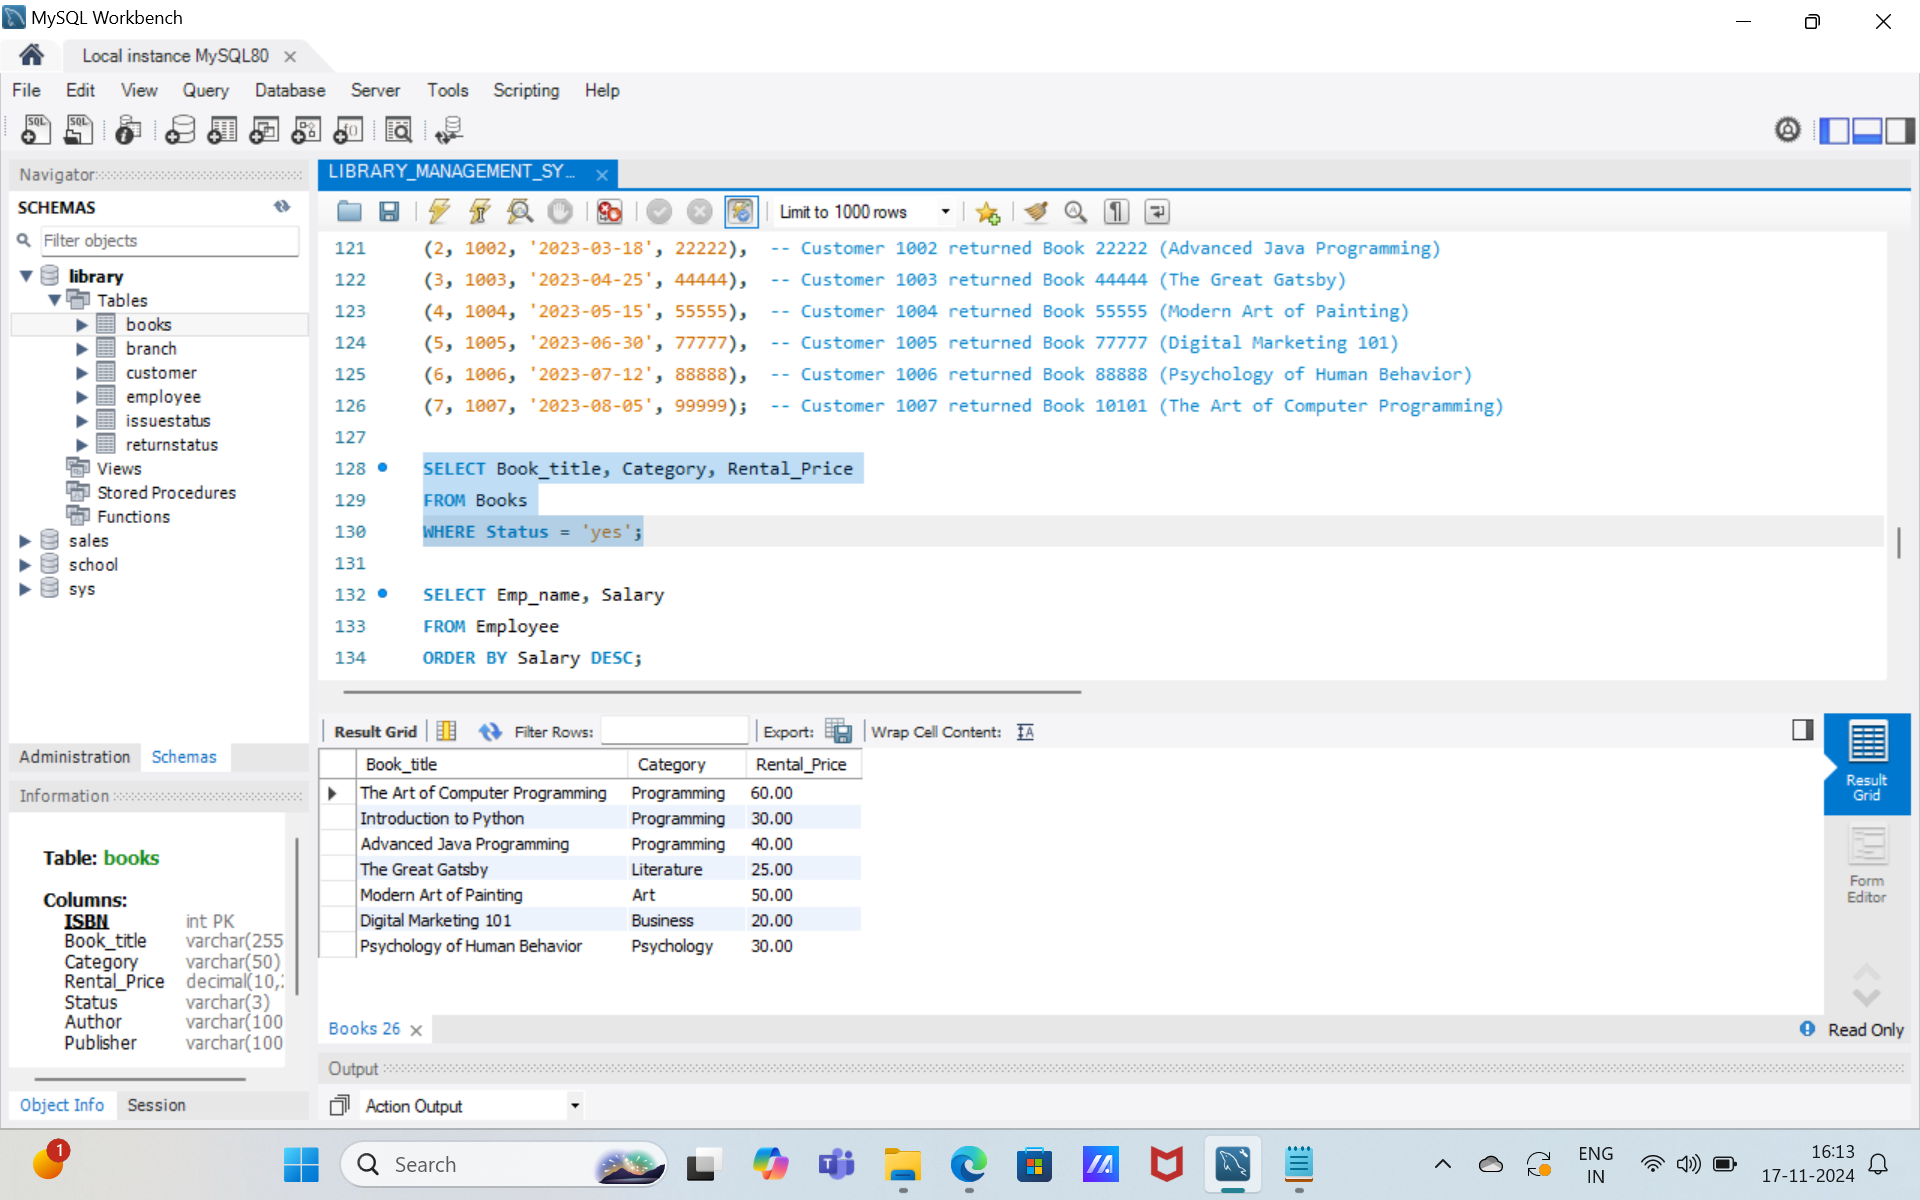 MySQL Workbench
Local instance MySQL80
File Edit View Query Database Server Tools Scripting Help
Navigator
SCHEMAS
Filter objects
library
Tables
books
branch
customer
employee
issuestatus
returnstatus
Views
Stored Procedures
Functions
sales
school
sys
Administration Schemas
Information
Table: books
Columns:
ISBN int PK
Book_title varchar(255
Category varchar(50)
Rental_Price decimal(10,
Status varchar(3)
Author varchar(100
Publisher varchar(100
Object Info Session
LIBRARY_MANAGEMENT_SY...
Limit to 1000 rows
121 (2, 1002, '2023-03-18', 22222), -- Customer 1002 returned Book 22222 (Advanced Java Programming)
122 (3, 1003, '2023-04-25', 44444), -- Customer 1003 returned Book 44444 (The Great Gatsby)
123 (4, 1004, '2023-05-15', 55555), -- Customer 1004 returned Book 55555 (Modern Art of Painting)
124 (5, 1005, '2023-06-30', 77777), -- Customer 1005 returned Book 77777 (Digital Marketing 101)
125 (6, 1006, '2023-07-12', 88888), -- Customer 1006 returned Book 88888 (Psychology of Human Behavior)
126 (7, 1007, '2023-08-05', 99999); -- Customer 1007 returned Book 10101 (The Art of Computer Programming)
127
128 SELECT Book_title, Category, Rental_Price
129 FROM Books
130 WHERE Status = 'yes';
131
132 SELECT Emp_name, Salary
133 FROM Employee
134 ORDER BY Salary DESC;
Result Grid Filter Rows: Export: Wrap Cell Content:
Book_title Category Rental_Price
The Art of Computer Programming Programming 60.00
Introduction to Python Programming 30.00
Advanced Java Programming Programming 40.00
The Great Gatsby Literature 25.00
Modern Art of Painting Art 50.00
Digital Marketing 101 Business 20.00
Psychology of Human Behavior Psychology 30.00
Result
Grid
Form
Editor
Books 26
Read Only
Output
Action Output
1
Search
ENG
IN
16:13
17-11-2024